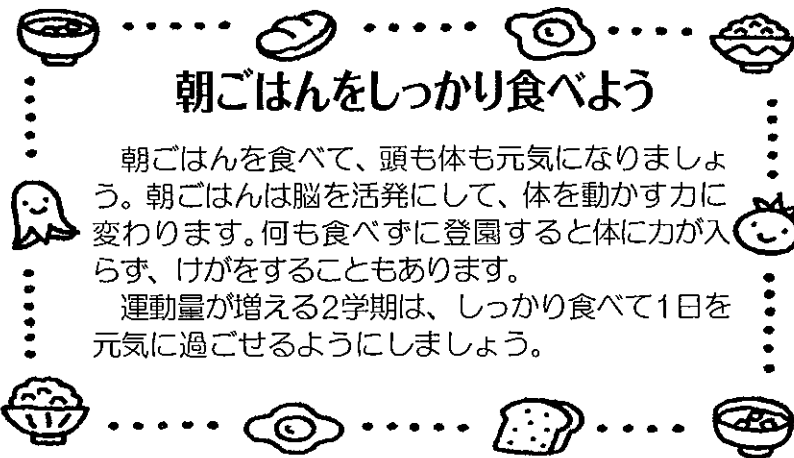 朝ごはんをしっかり食べよう
朝ごはんを食べて、頭も体も元気になりましょ
う。朝ごはんは脳を活発にして、体を動かす力に
変わります。何も食べずに登園すると体に力が入
らず、けがをすることもあります。
運動量が増える2学期は、しっかり食べて1日を
元気に過ごせるようにしましょう。